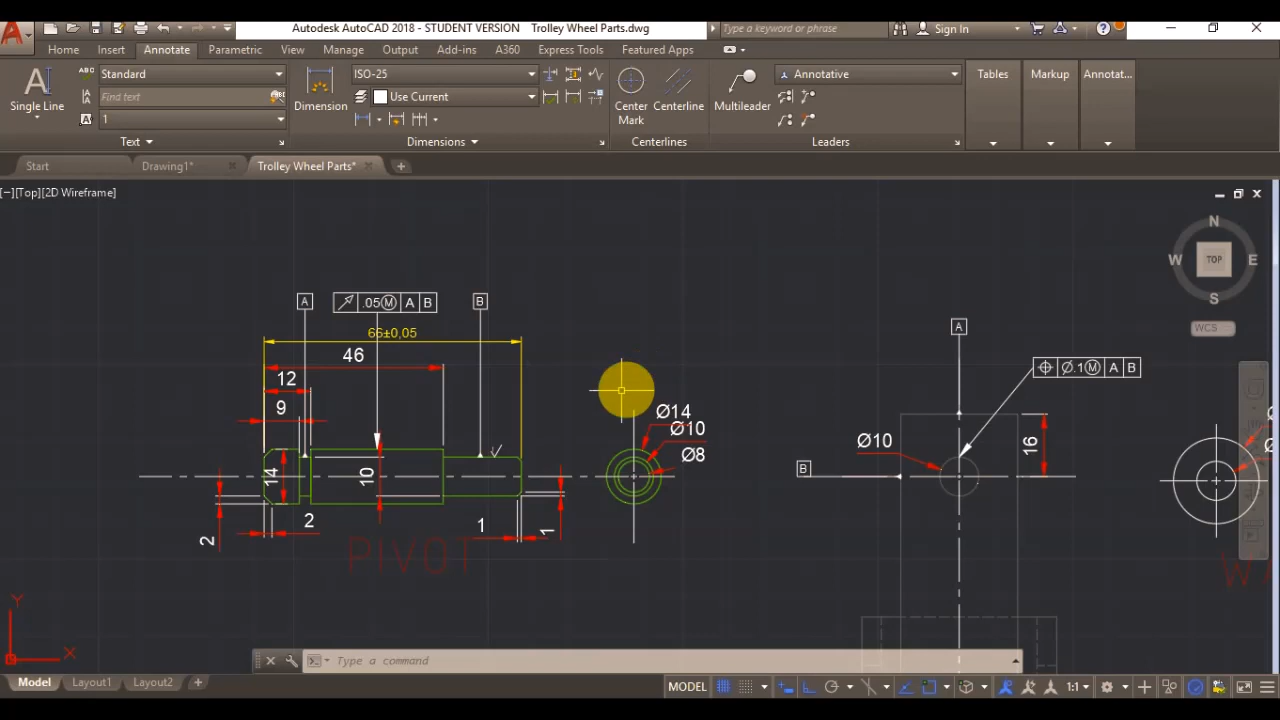 Autodesk AutoCAD 2018 - STUDENT VERSION Trolley Wheel Parts.dwg
Type a keyword or phrase
Sign In
Home Insert Annotate Parametric View Manage Output Add-ins A360 Express Tools Featured Apps
Single Line
Standard
Find text
1
Text
Dimension
ISO-25
Use Current
Dimensions
Center Mark
Centerline
Centerlines
Multileader
Annotative
Leaders
Tables
Markup
Annotat...
Start
Drawing1*
Trolley Wheel Parts*
[−][Top][2D Wireframe]
N
W TOP E
S
WCS
A
.05Ⓜ A B
B
66±0,05
46
12
9
14
10
2
2
1
1
PIVOT
Ø14
Ø10
Ø8
A
Ø.1Ⓜ A B
Ø10
16
B
Y
X
Type a command
Model Layout1 Layout2
MODEL
1:1